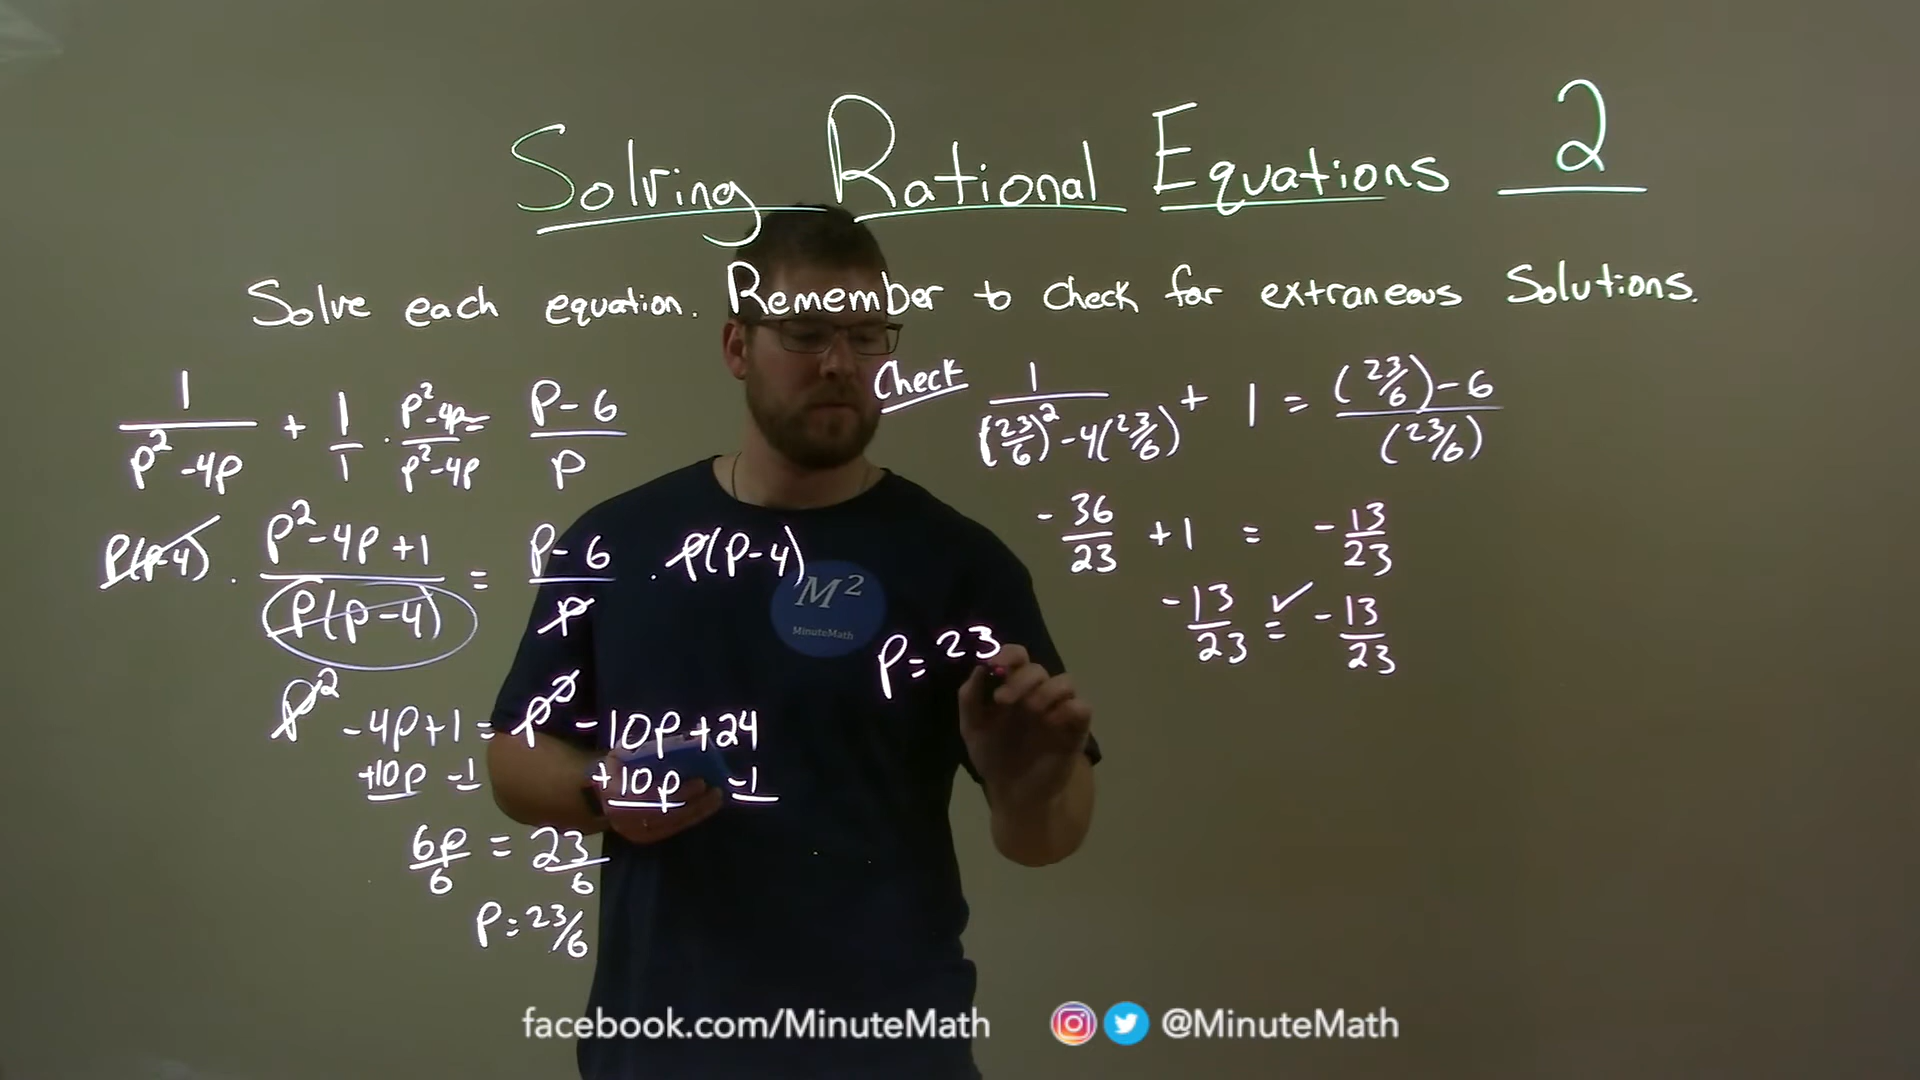 Solving Rational Equations 2
Solve each equation. Remember to check for extraneous solutions.
1/(p²-4p) + 1/1 · (p²-4p)/(p²-4p) = (p-6)/p
p(p-4) · (p²-4p+1)/(p(p-4)) = (p-6)/p · p(p-4)
p² -4p+1 = p² -10p +24
+10p -1 +10p -1
6p/6 = 23/6
p=23/6
Check 1/((23/6)²-4(23/6)) + 1 = ((23/6)-6)/(23/6)
-36/23 +1 = -13/23
-13/23 =✓ -13/23
p=23
M²
MinuteMath
facebook.com/MinuteMath @MinuteMath